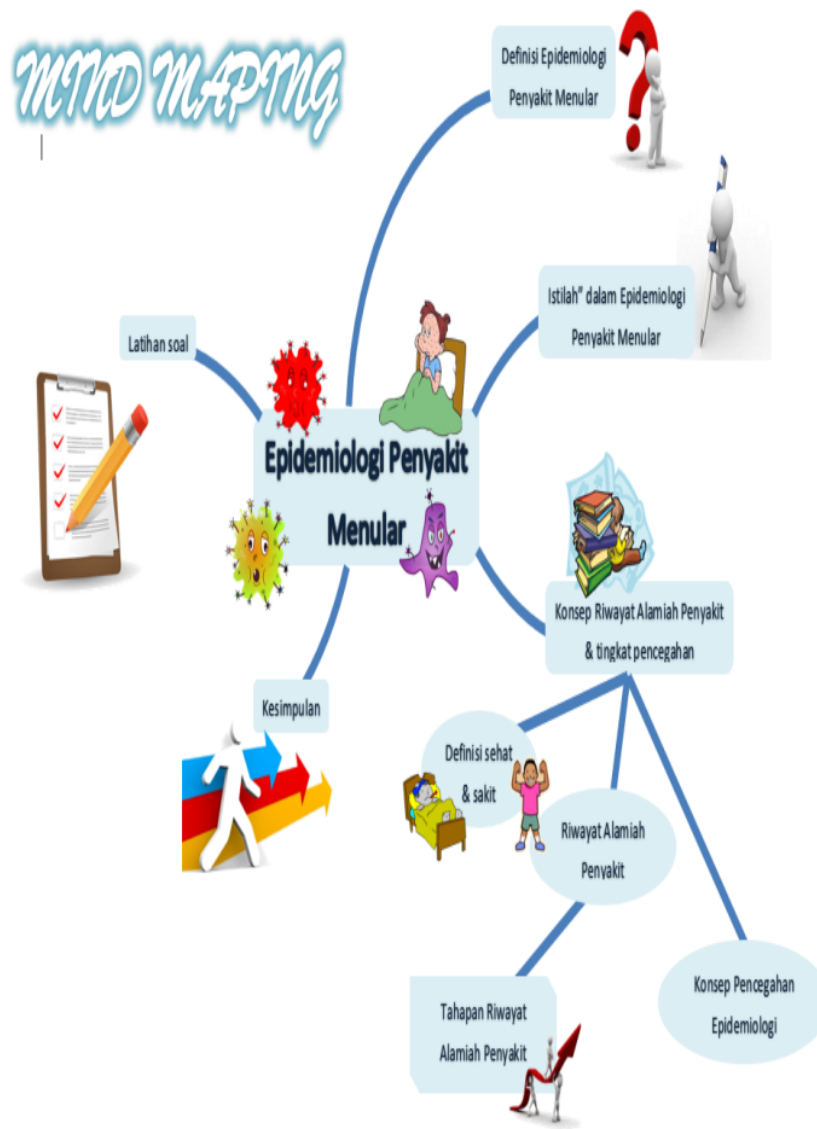 MIND MAPING
Definisi Epidemiologi
Penyakit Menular
Istilah” dalam Epidemiologi
Penyakit Menular
Latihan soal
Epidemiologi Penyakit
Menular
Konsep Riwayat Alamiah Penyakit
& tingkat pencegahan
Kesimpulan
Definisi sehat
& sakit
Riwayat Alamiah
Penyakit
Tahapan Riwayat
Alamiah Penyakit
Konsep Pencegahan
Epidemiologi